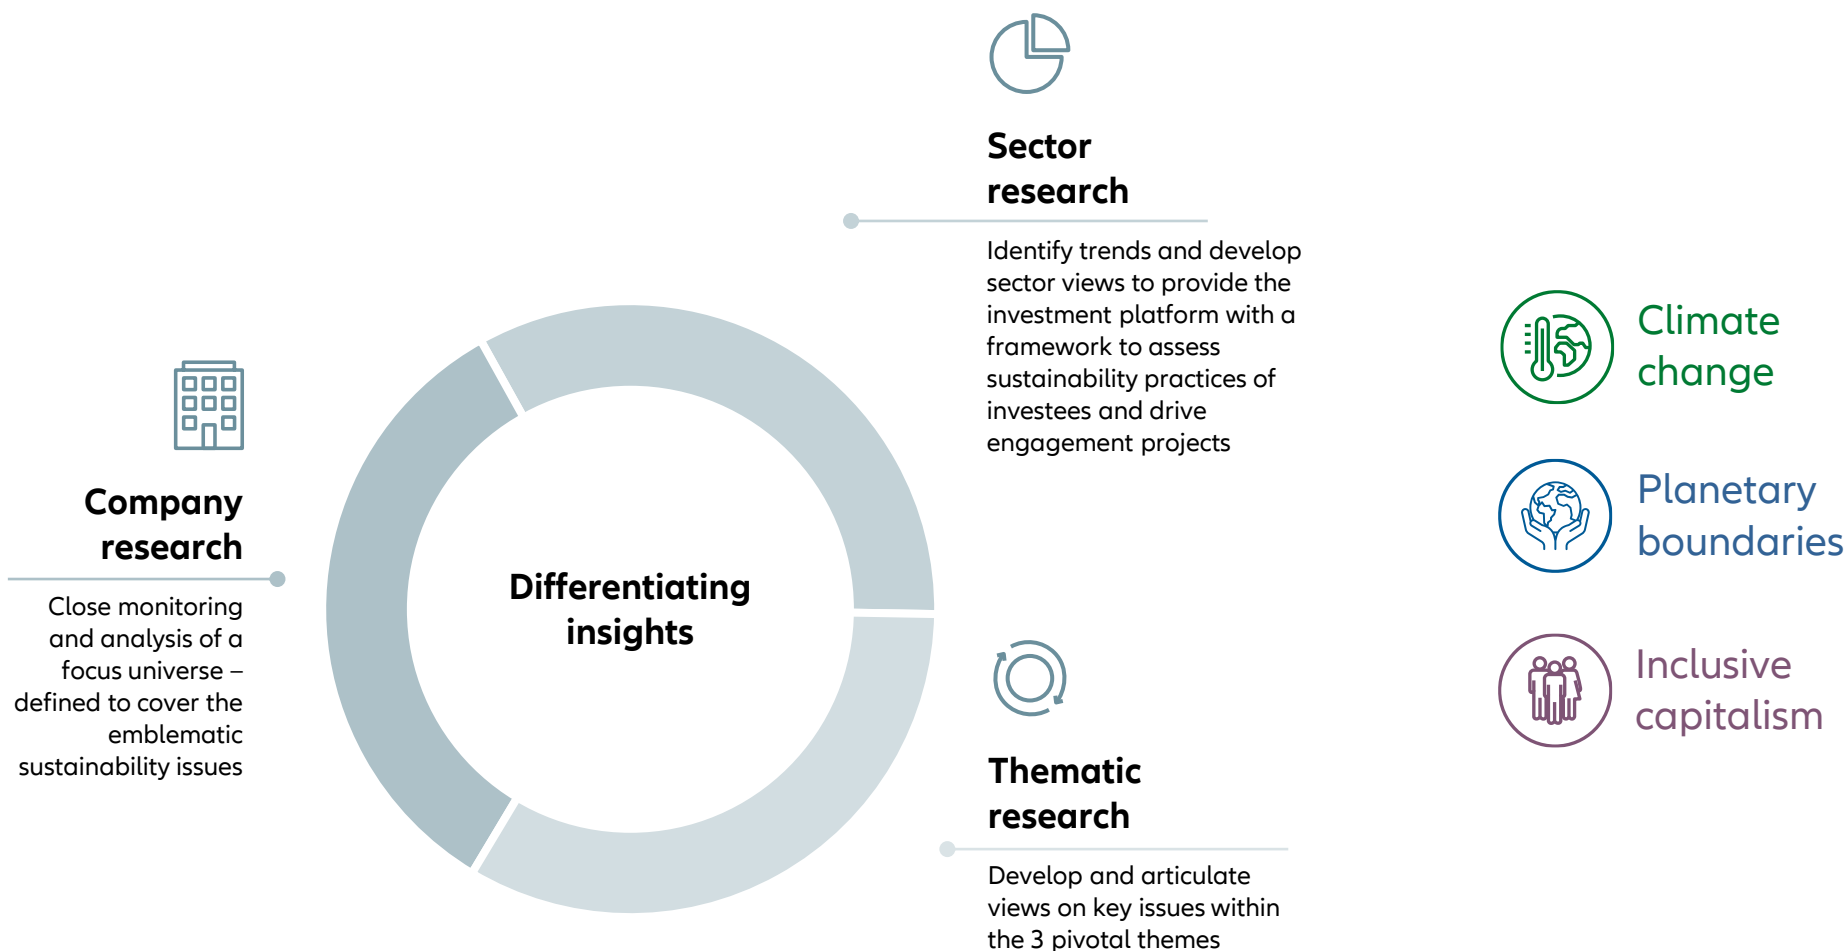 Sector
research
Identify trends and develop
sector views to provide the
investment platform with a
framework to assess
sustainability practices of
investees and drive
engagement projects
Company
research
Close monitoring
and analysis of a
focus universe –
defined to cover the
emblematic
sustainability issues
Differentiating
insights
Thematic
research
Develop and articulate
views on key issues within
the 3 pivotal themes
Climate
change
Planetary
boundaries
Inclusive
capitalism